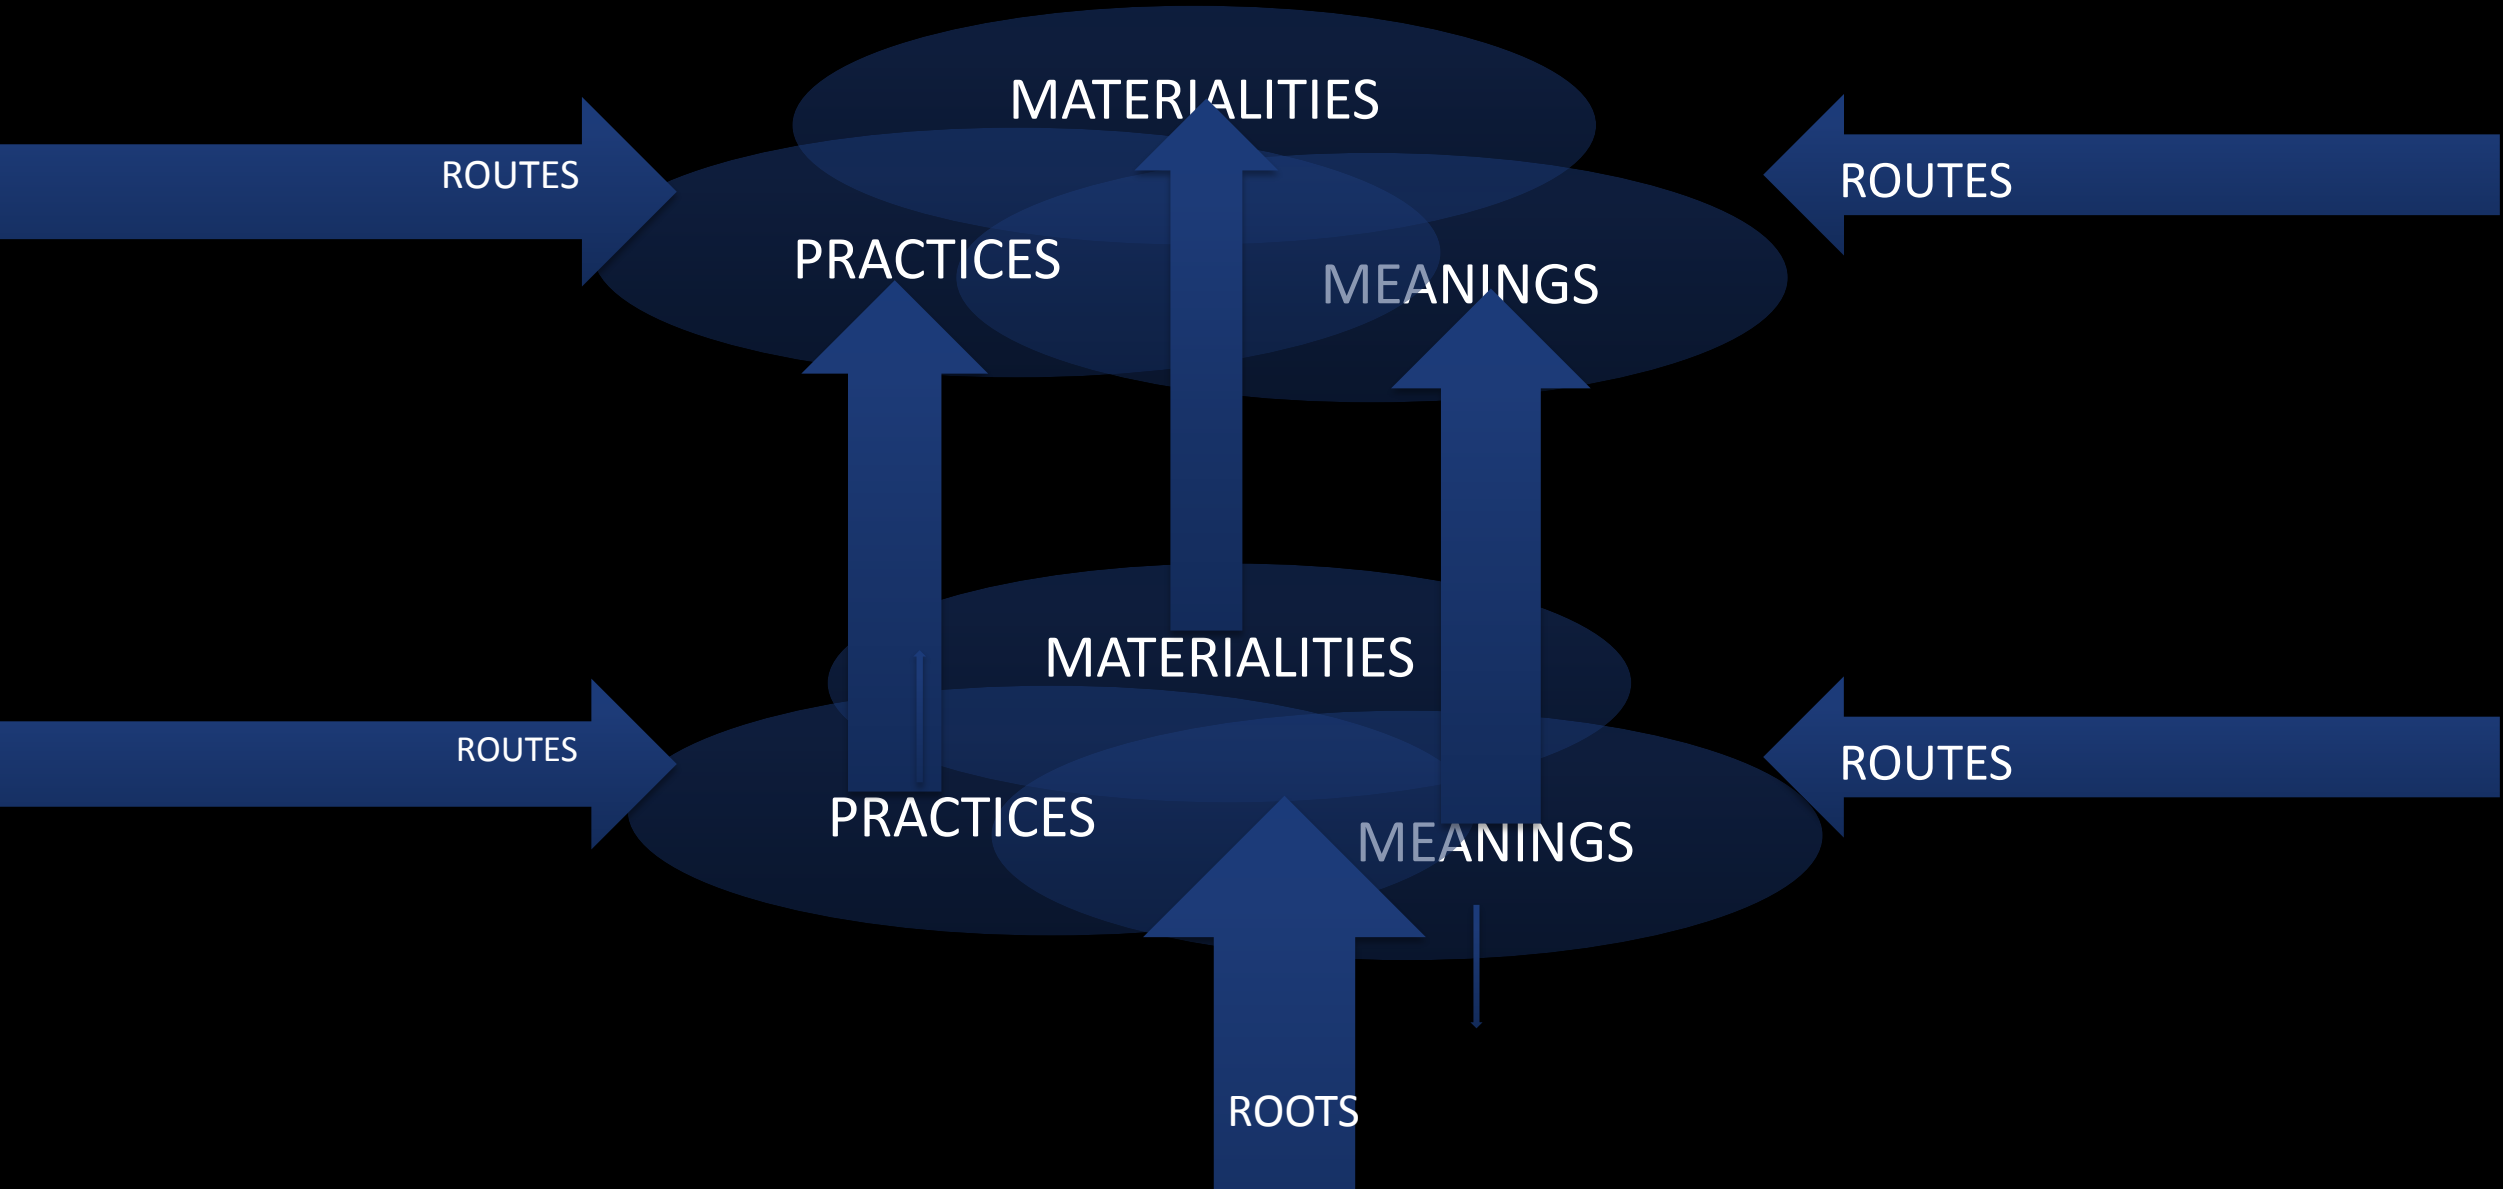 MATERIALITIES
ROUTES
ROUTES
PRACTICES
MEANINGS
MATERIALITIES
ROUTES
ROUTES
PRACTICES
MEANINGS
ROOTS